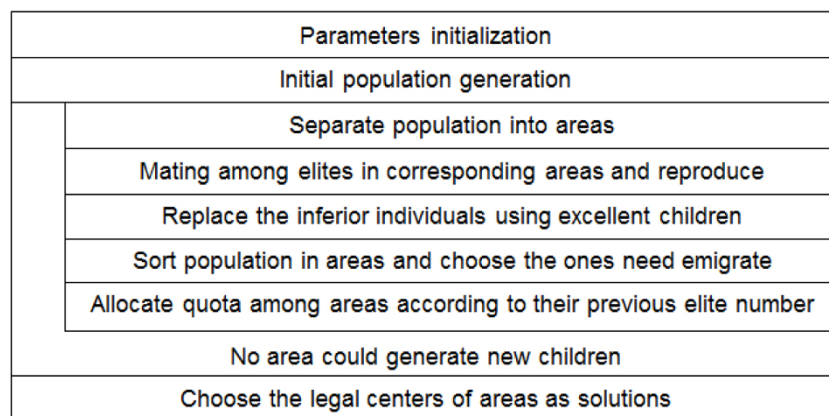 Parameters initialization
Initial population generation
Separate population into areas
Mating among elites in corresponding areas and reproduce
Replace the inferior individuals using excellent children
Sort population in areas and choose the ones need emigrate
Allocate quota among areas according to their previous elite number
No area could generate new children
Choose the legal centers of areas as solutions